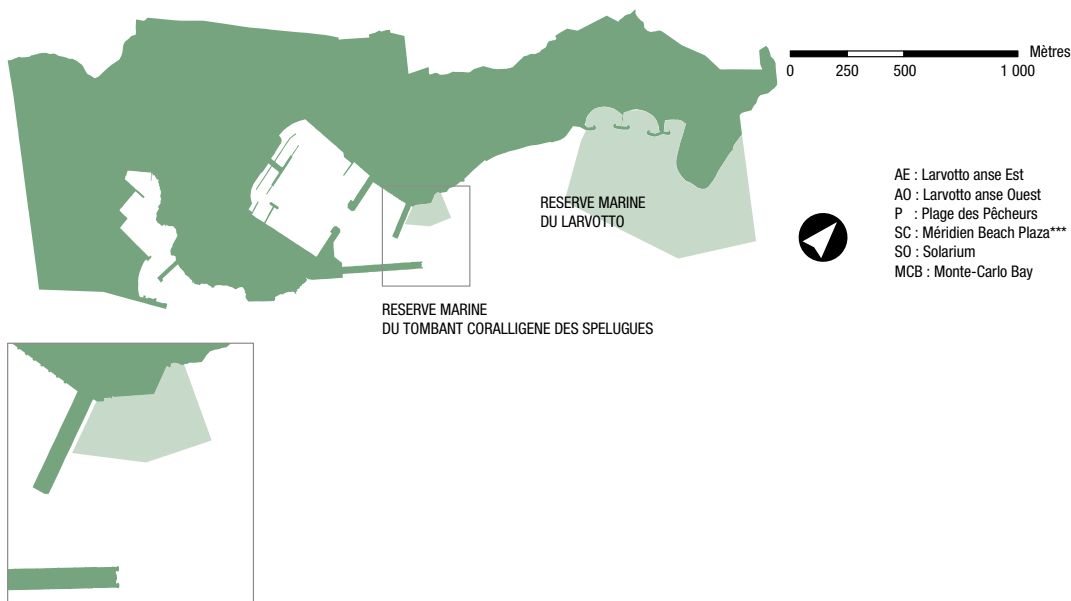 Mètres
0 250 500 1 000
RESERVE MARINE
DU LARVOTTO
AE : Larvotto anse Est
AO : Larvotto anse Ouest
P : Plage des Pêcheurs
SC : Méridien Beach Plaza***
SO : Solarium
MCB : Monte-Carlo Bay
RESERVE MARINE
DU TOMBANT CORALLIGENE DES SPELUGUES